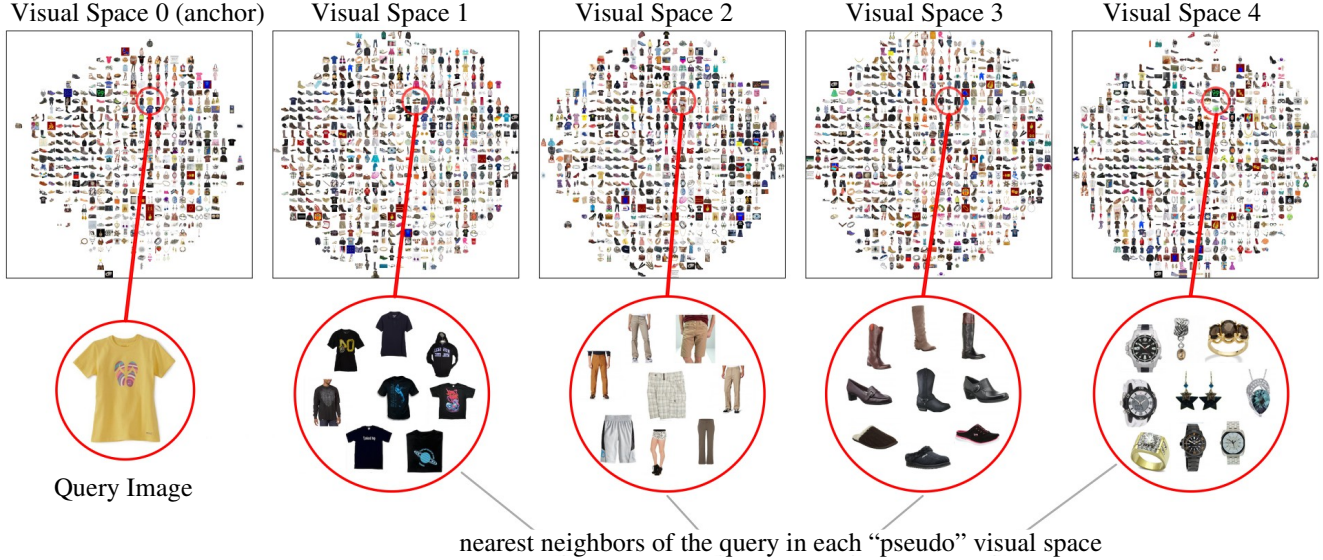 Visual Space 0 (anchor)
Visual Space 1
Visual Space 2
Visual Space 3
Visual Space 4
Query Image
nearest neighbors of the query in each “pseudo” visual space